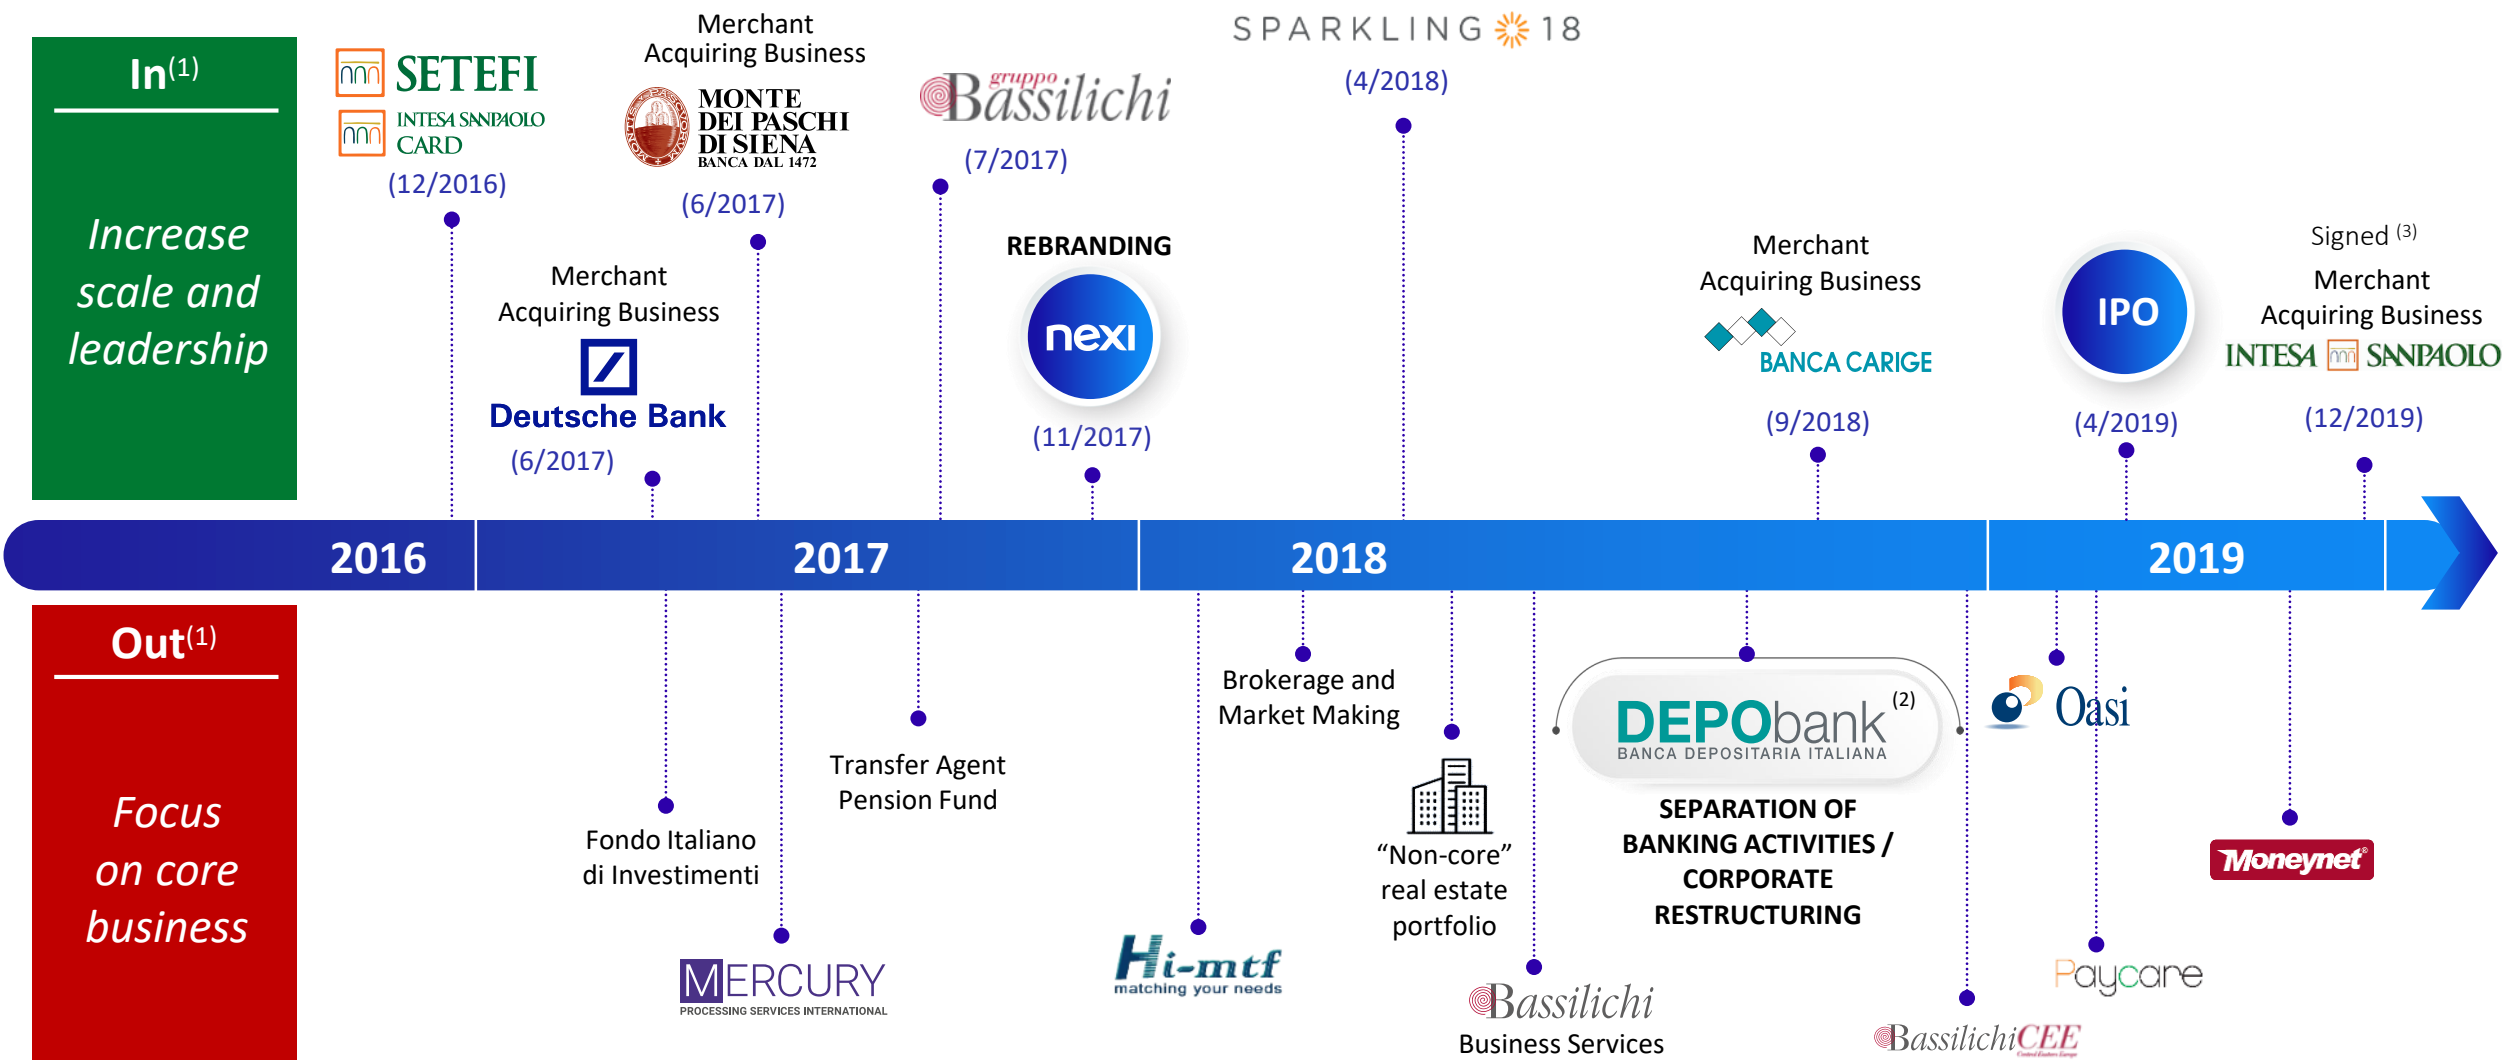 In(1)
Increase
scale and
leadership
SETEFI
INTESA SANPAOLO
CARD
(12/2016)
Merchant
Acquiring Business
Deutsche Bank
(6/2017)
Merchant
Acquiring Business
MONTE
DEI PASCHI
DI SIENA
BANCA DAL 1472
(6/2017)
gruppo
Bassilichi
(7/2017)
REBRANDING
nexi
(11/2017)
SPARKLING 18
(4/2018)
Merchant
Acquiring Business
BANCA CARIGE
(9/2018)
IPO
(4/2019)
Signed (3)
Merchant
Acquiring Business
INTESA SANPAOLO
(12/2019)
2016
2017
2018
2019
Out(1)
Focus
on core
business
Fondo Italiano
di Investimenti
MERCURY
PROCESSING SERVICES INTERNATIONAL
Transfer Agent
Pension Fund
Hi-mtf
matching your needs
Brokerage and
Market Making
“Non-core”
real estate
portfolio
Bassilichi
Business Services
DEPObank (2)
BANCA DEPOSITARIA ITALIANA
SEPARATION OF
BANKING ACTIVITIES /
CORPORATE
RESTRUCTURING
BassilichiCEE
Central Eastern Europe
Oasi
Paycare
Moneynet®